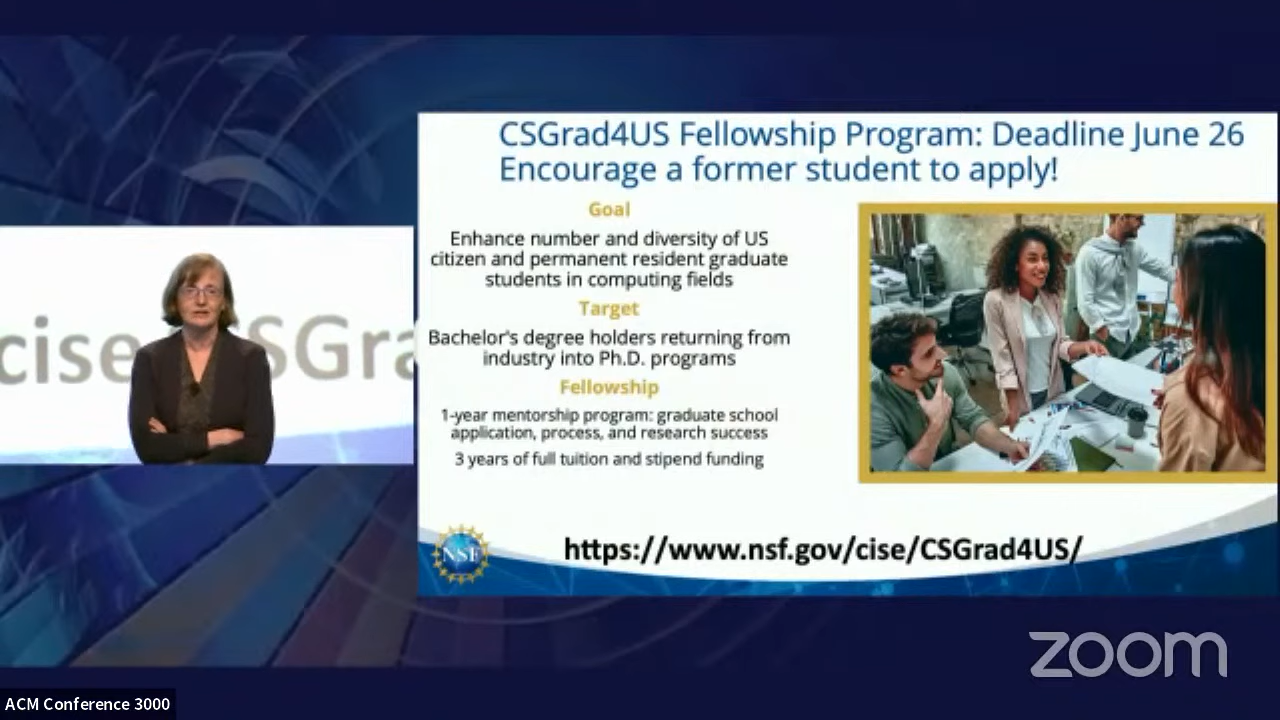 CSGrad4US Fellowship Program: Deadline June 26
Encourage a former student to apply!
Goal
Enhance number and diversity of US
citizen and permanent resident graduate
students in computing fields
Target
Bachelor's degree holders returning from
industry into Ph.D. programs
Fellowship
1-year mentorship program: graduate school
application, process, and research success
3 years of full tuition and stipend funding
NSF
https://www.nsf.gov/cise/CSGrad4US/
cise CSGra
zoom
ACM Conference 3000